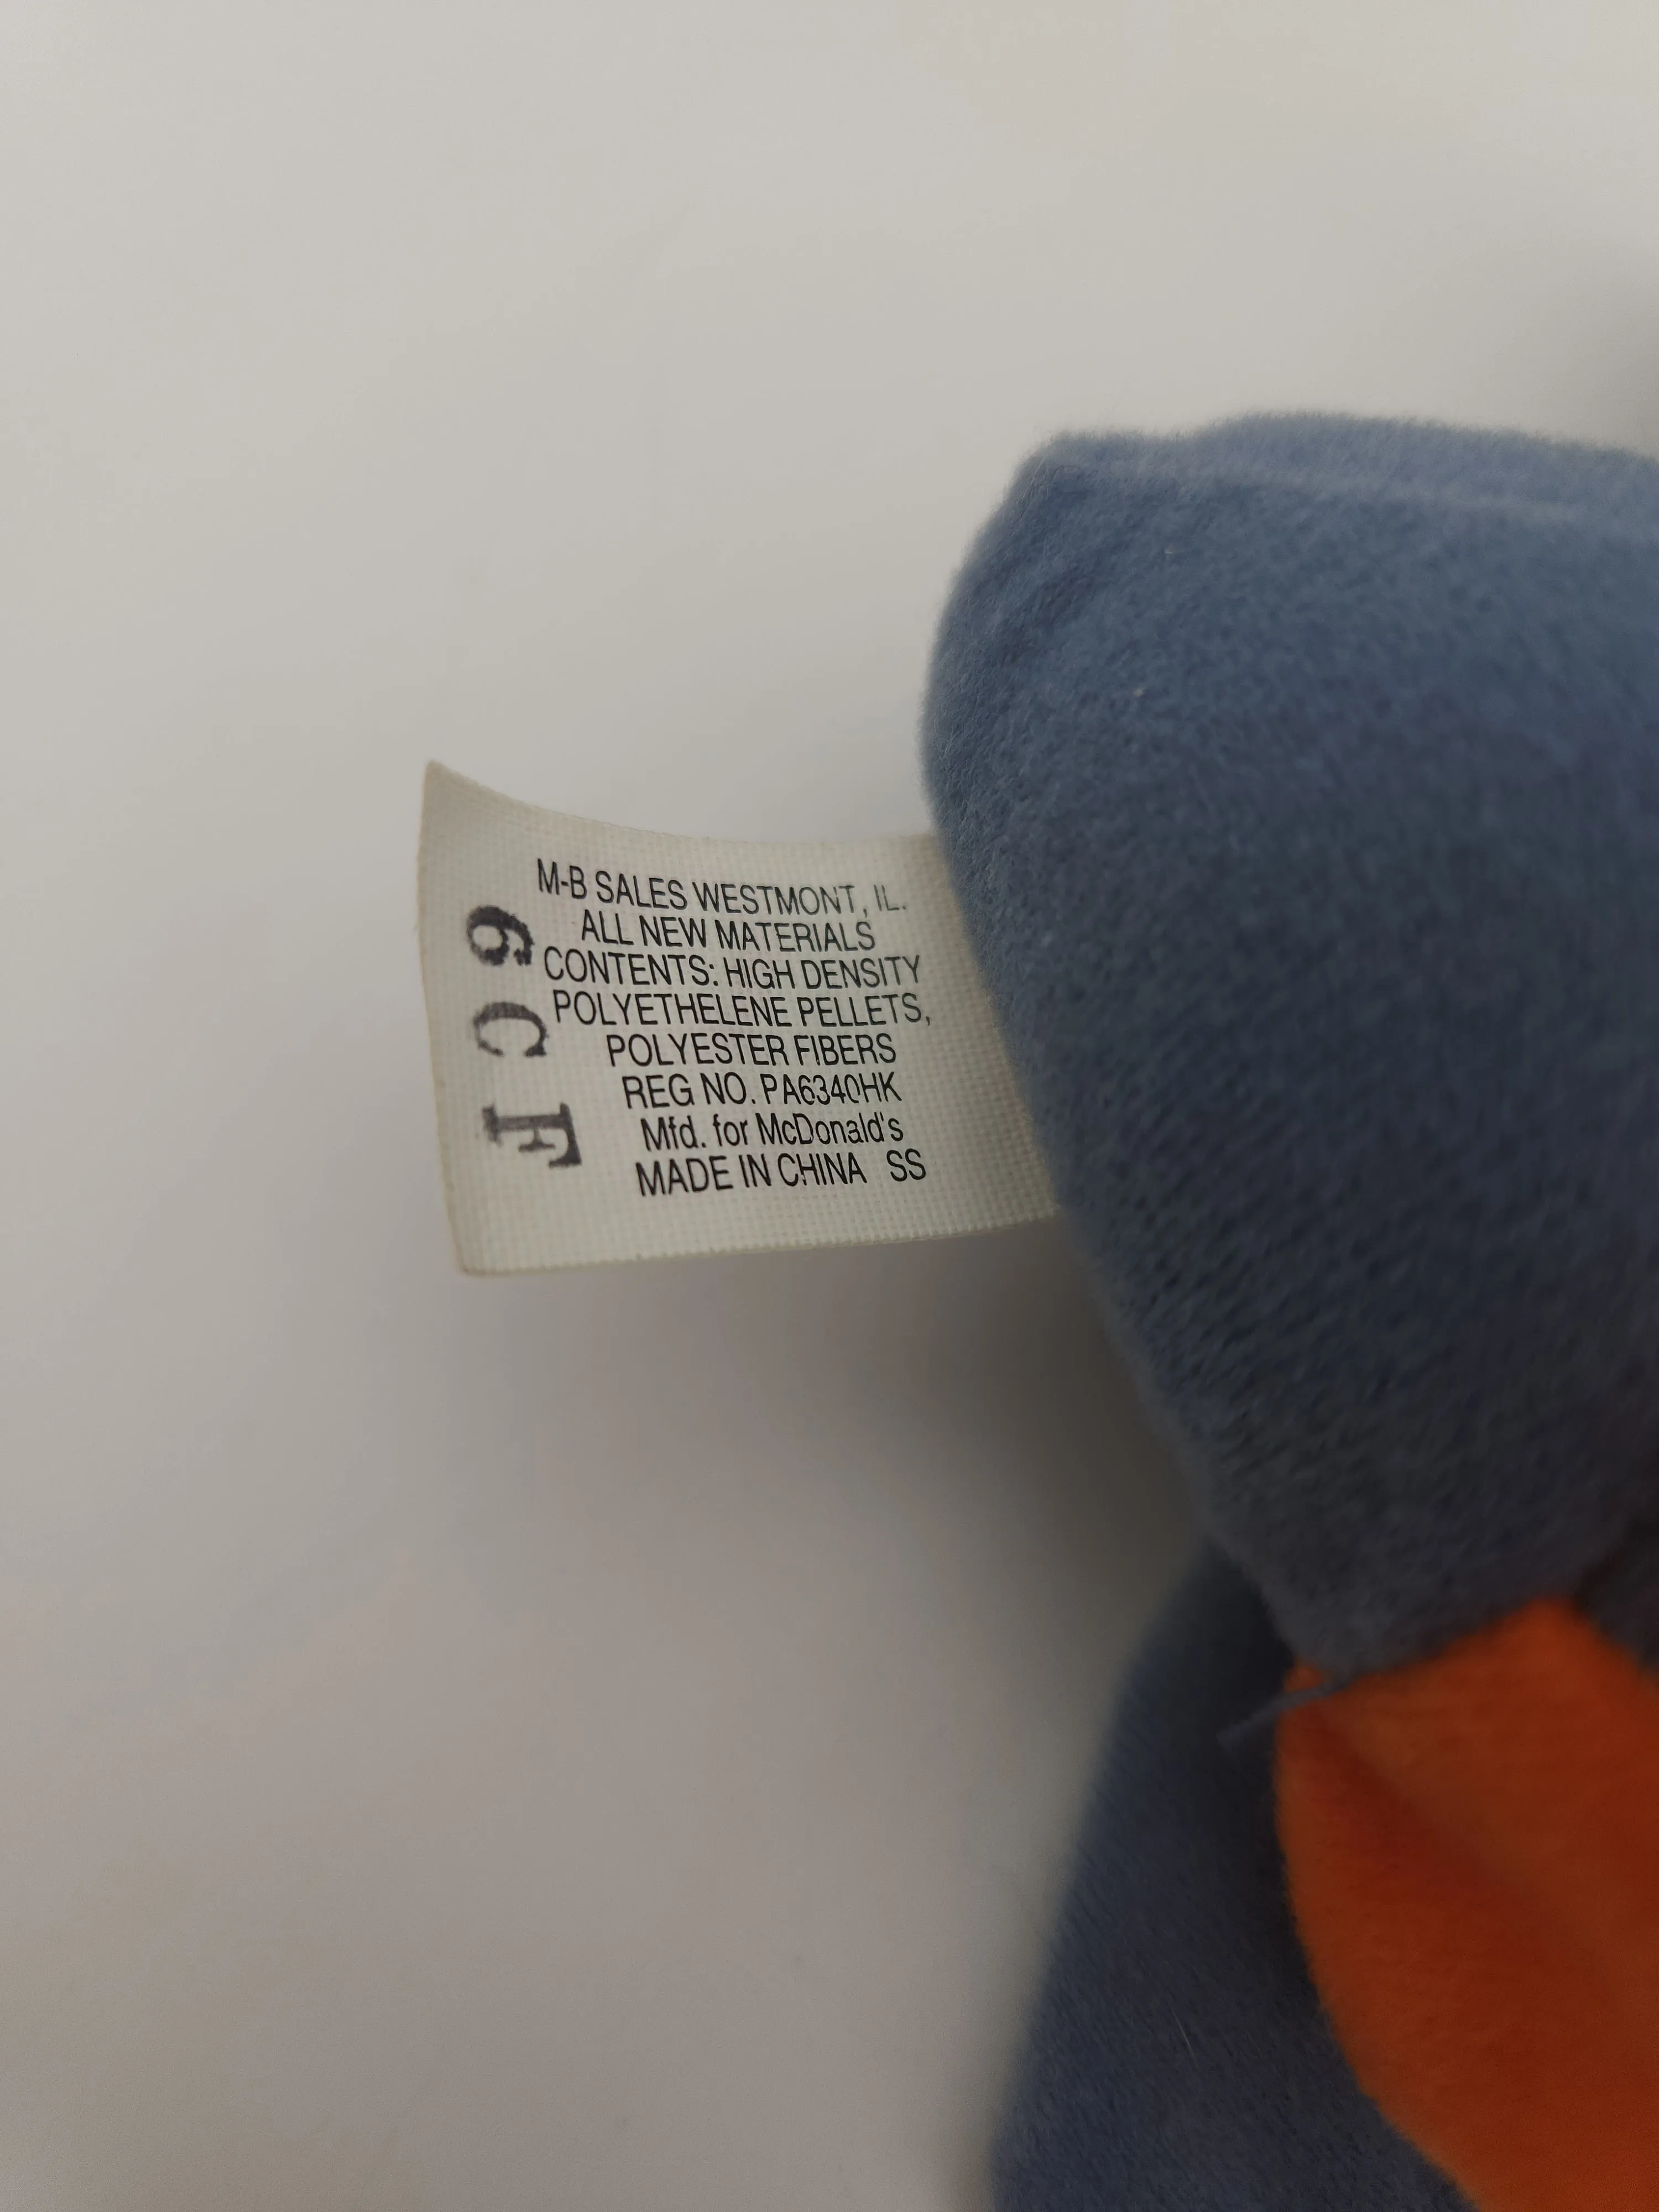 M-B SALES WESTMONT, IL.
ALL NEW MATERIALS
CONTENTS: HIGH DENSITY
POLYETHELENE PELLETS,
POLYESTER FIBERS
REG NO. PA6340HK
Mfd. for McDonald's
MADE IN CHINA SS
6 C F